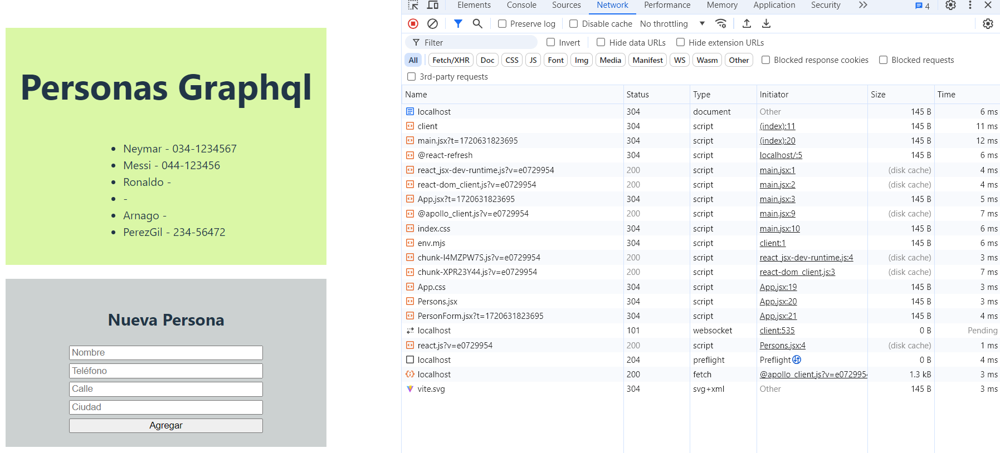 Personas Graphql
Neymar - 034-1234567
Messi - 044-123456
Ronaldo -
-
Arnago -
PerezGil - 234-56472
Nueva Persona
Nombre
Teléfono
Calle
Ciudad
Agregar
Elements Console Sources Network Performance Memory Application Security 4
Preserve log Disable cache No throttling
Filter Invert Hide data URLs Hide extension URLs
All Fetch/XHR Doc CSS JS Font Img Media Manifest WS Wasm Other Blocked response cookies Blocked requests
3rd-party requests
Name Status Type Initiator Size Time
localhost 304 document Other 145 B 6 ms
client 304 script (index):11 145 B 11 ms
main.jsx?t=1720631823695 304 script (index):20 145 B 12 ms
@react-refresh 304 script localhost/:5 145 B 6 ms
react_jsx-dev-runtime.js?v=e0729954 200 script main.jsx:1 (disk cache) 4 ms
react-dom_client.js?v=e0729954 200 script main.jsx:2 (disk cache) 4 ms
App.jsx?t=1720631823695 304 script main.jsx:3 145 B 5 ms
@apollo_client.js?v=e0729954 200 script main.jsx:9 (disk cache) 7 ms
index.css 304 script main.jsx:10 145 B 6 ms
env.mjs 304 script client:1 145 B 6 ms
chunk-I4MZPW7S.js?v=e0729954 200 script react_jsx-dev-runtime.js:4 (disk cache) 3 ms
chunk-XPR23Y44.js?v=e0729954 200 script react-dom_client.js:3 (disk cache) 7 ms
App.css 304 script App.jsx:19 145 B 3 ms
Persons.jsx 304 script App.jsx:20 145 B 3 ms
PersonForm.jsx?t=1720631823695 304 script App.jsx:21 145 B 4 ms
localhost 101 websocket client:535 0 B Pending
react.js?v=e0729954 200 script Persons.jsx:4 (disk cache) 1 ms
localhost 204 preflight Preflight 0 B 4 ms
localhost 200 fetch @apollo_client.js?v=e0729954 1.3 kB 3 ms
vite.svg 304 svg+xml Other 145 B 3 ms